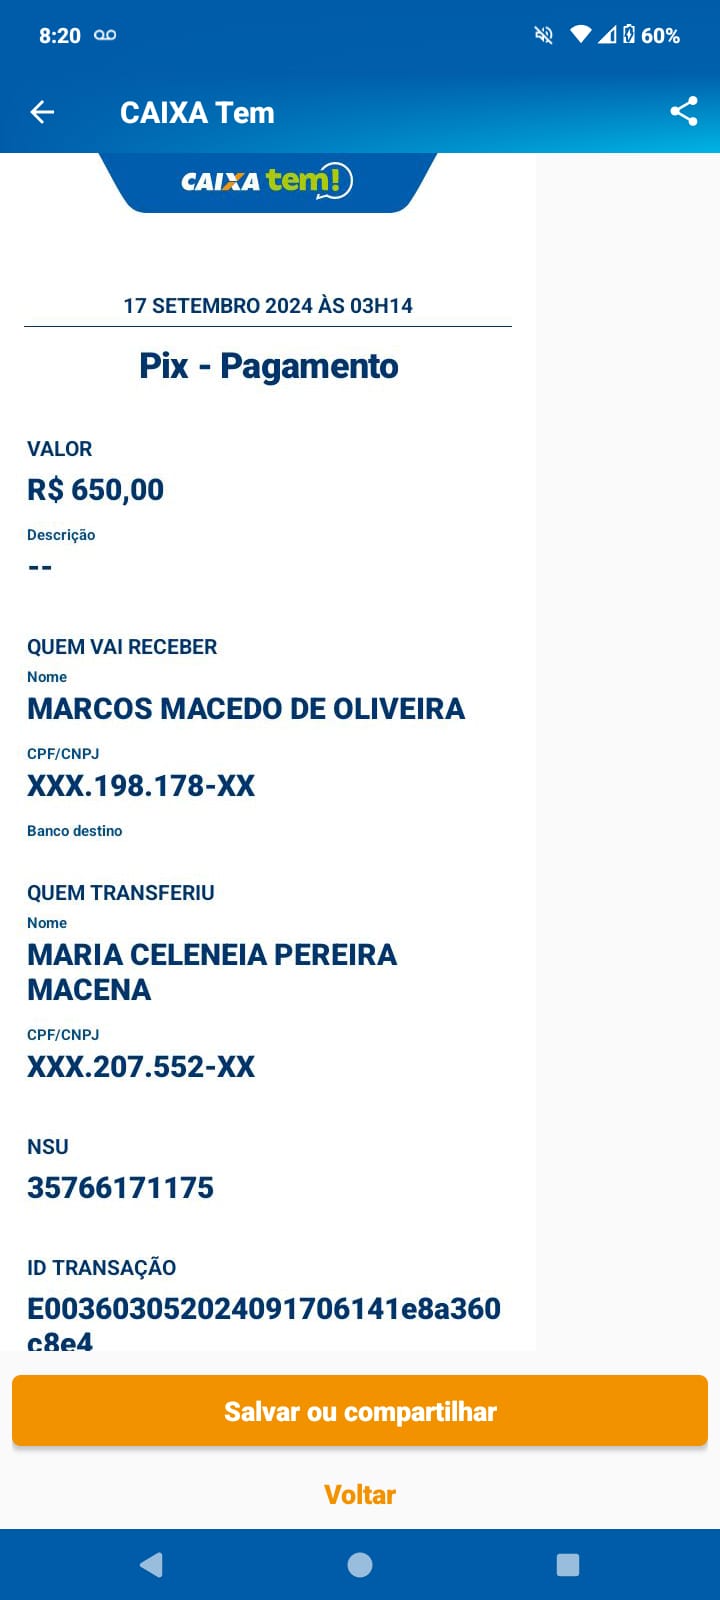 8:20
60%
CAIXA Tem
CAIXA tem!
17 SETEMBRO 2024 ÀS 03H14
Pix - Pagamento
VALOR
R$ 650,00
Descrição
--
QUEM VAI RECEBER
Nome
MARCOS MACEDO DE OLIVEIRA
CPF/CNPJ
XXX.198.178-XX
Banco destino
QUEM TRANSFERIU
Nome
MARIA CELENEIA PEREIRA
MACENA
CPF/CNPJ
XXX.207.552-XX
NSU
35766171175
ID TRANSAÇÃO
E003603052024091706141e8a360
c8e4
Salvar ou compartilhar
Voltar